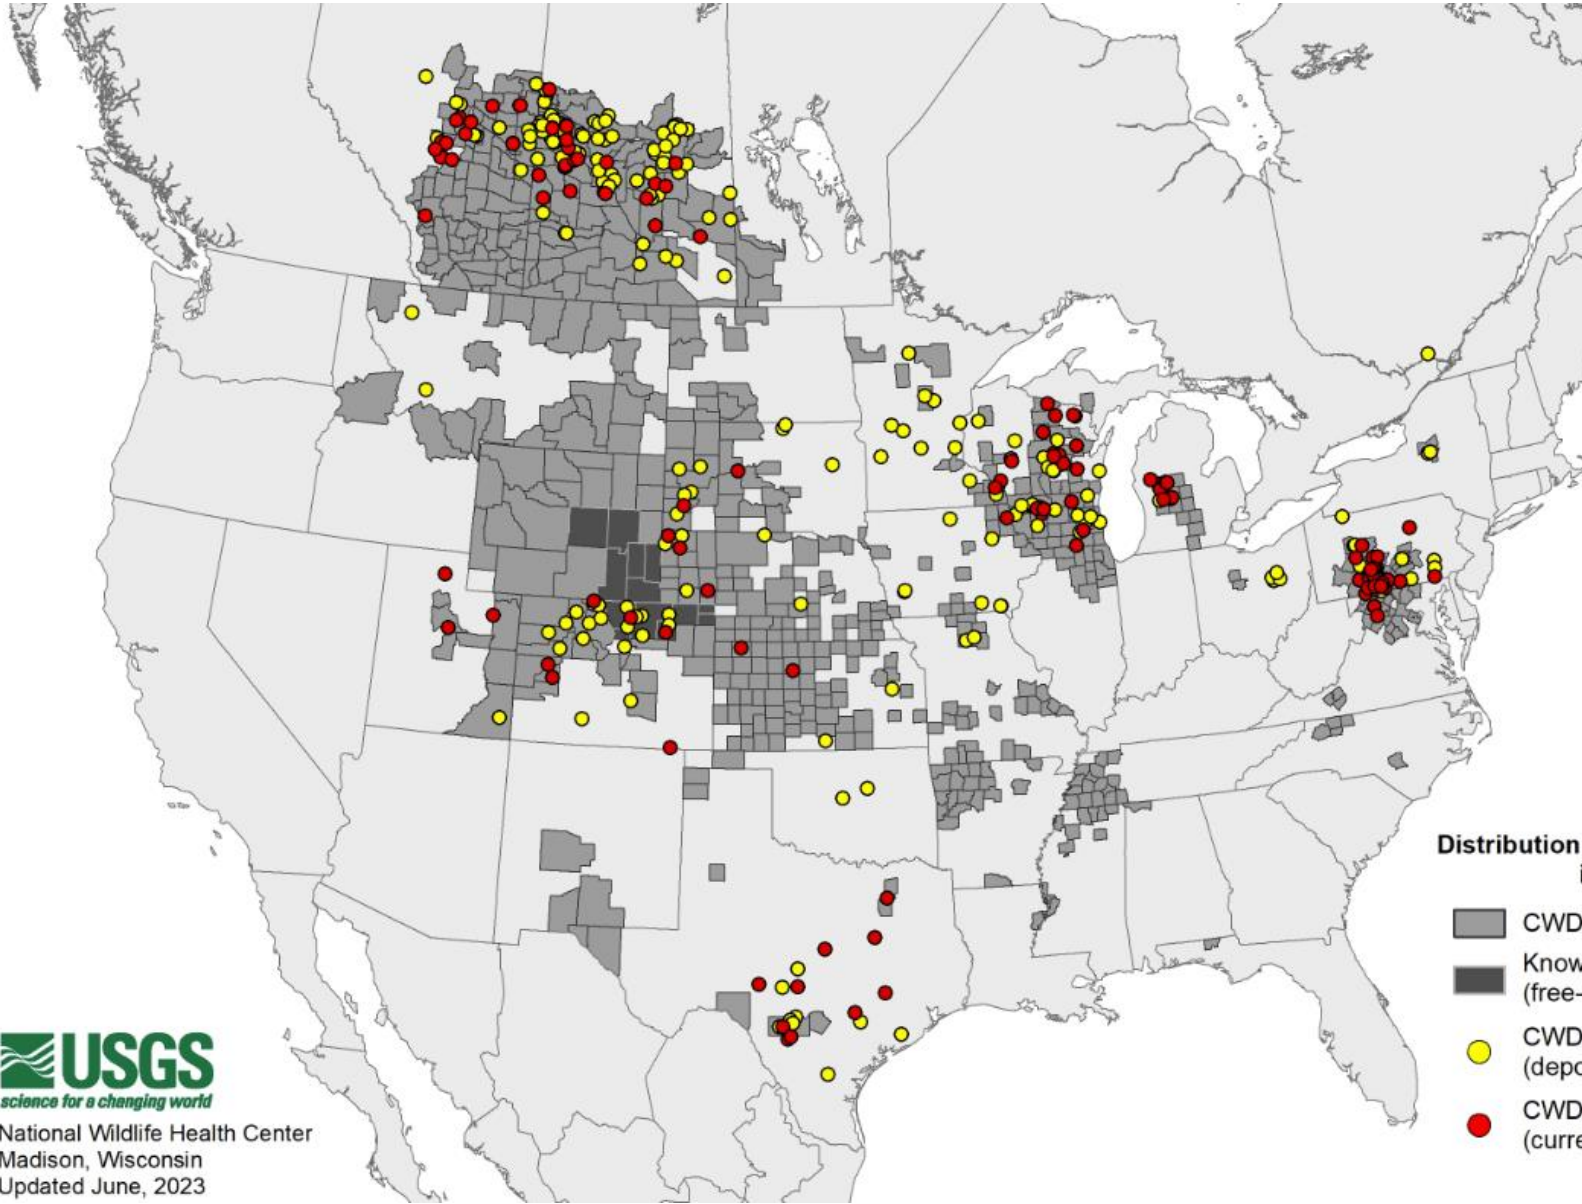 Distribution
i
CWD
Know
(free-
CWD
(depo
CWD
(curre
USGS
science for a changing world
National Wildlife Health Center
Madison, Wisconsin
Updated June, 2023